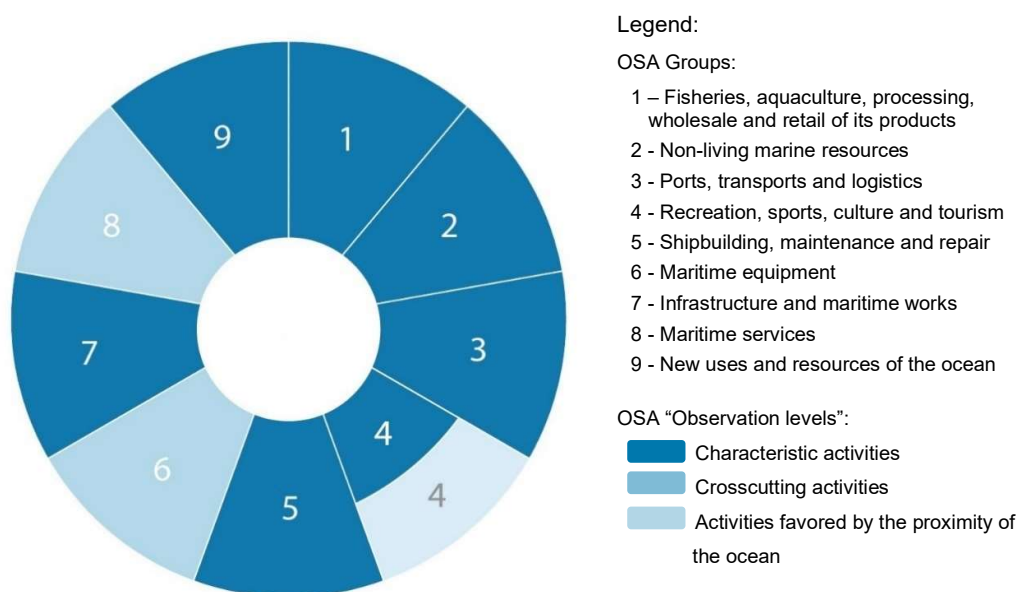 9
1
8
2
7
3
6
4
5
4
Legend:
OSA Groups:
1 – Fisheries, aquaculture, processing,
wholesale and retail of its products
2 - Non-living marine resources
3 - Ports, transports and logistics
4 - Recreation, sports, culture and tourism
5 - Shipbuilding, maintenance and repair
6 - Maritime equipment
7 - Infrastructure and maritime works
8 - Maritime services
9 - New uses and resources of the ocean
OSA “Observation levels”:
Characteristic activities
Crosscutting activities
Activities favored by the proximity of
the ocean